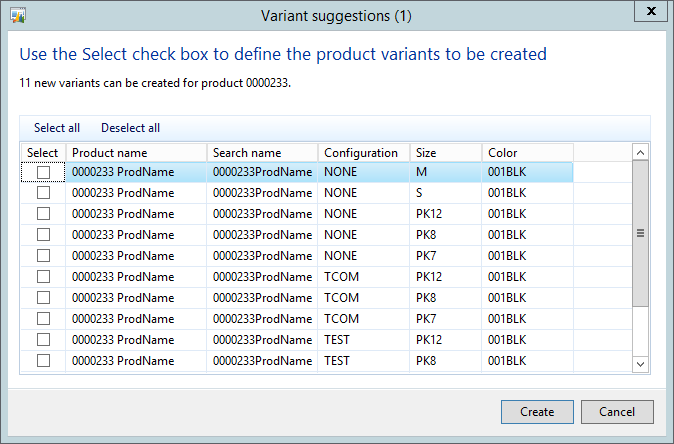 Variant suggestions (1)
x
Use the Select check box to define the product variants to be created
11 new variants can be created for product 0000233.
Select all Deselect all
Select Product name Search name Configuration Size Color
0000233 ProdName 0000233ProdName NONE M 001BLK
0000233 ProdName 0000233ProdName NONE S 001BLK
0000233 ProdName 0000233ProdName NONE PK12 001BLK
0000233 ProdName 0000233ProdName NONE PK8 001BLK
0000233 ProdName 0000233ProdName NONE PK7 001BLK
0000233 ProdName 0000233ProdName TCOM PK12 001BLK
0000233 ProdName 0000233ProdName TCOM PK8 001BLK
0000233 ProdName 0000233ProdName TCOM PK7 001BLK
0000233 ProdName 0000233ProdName TEST PK12 001BLK
0000233 ProdName 0000233ProdName TEST PK8 001BLK
Create Cancel